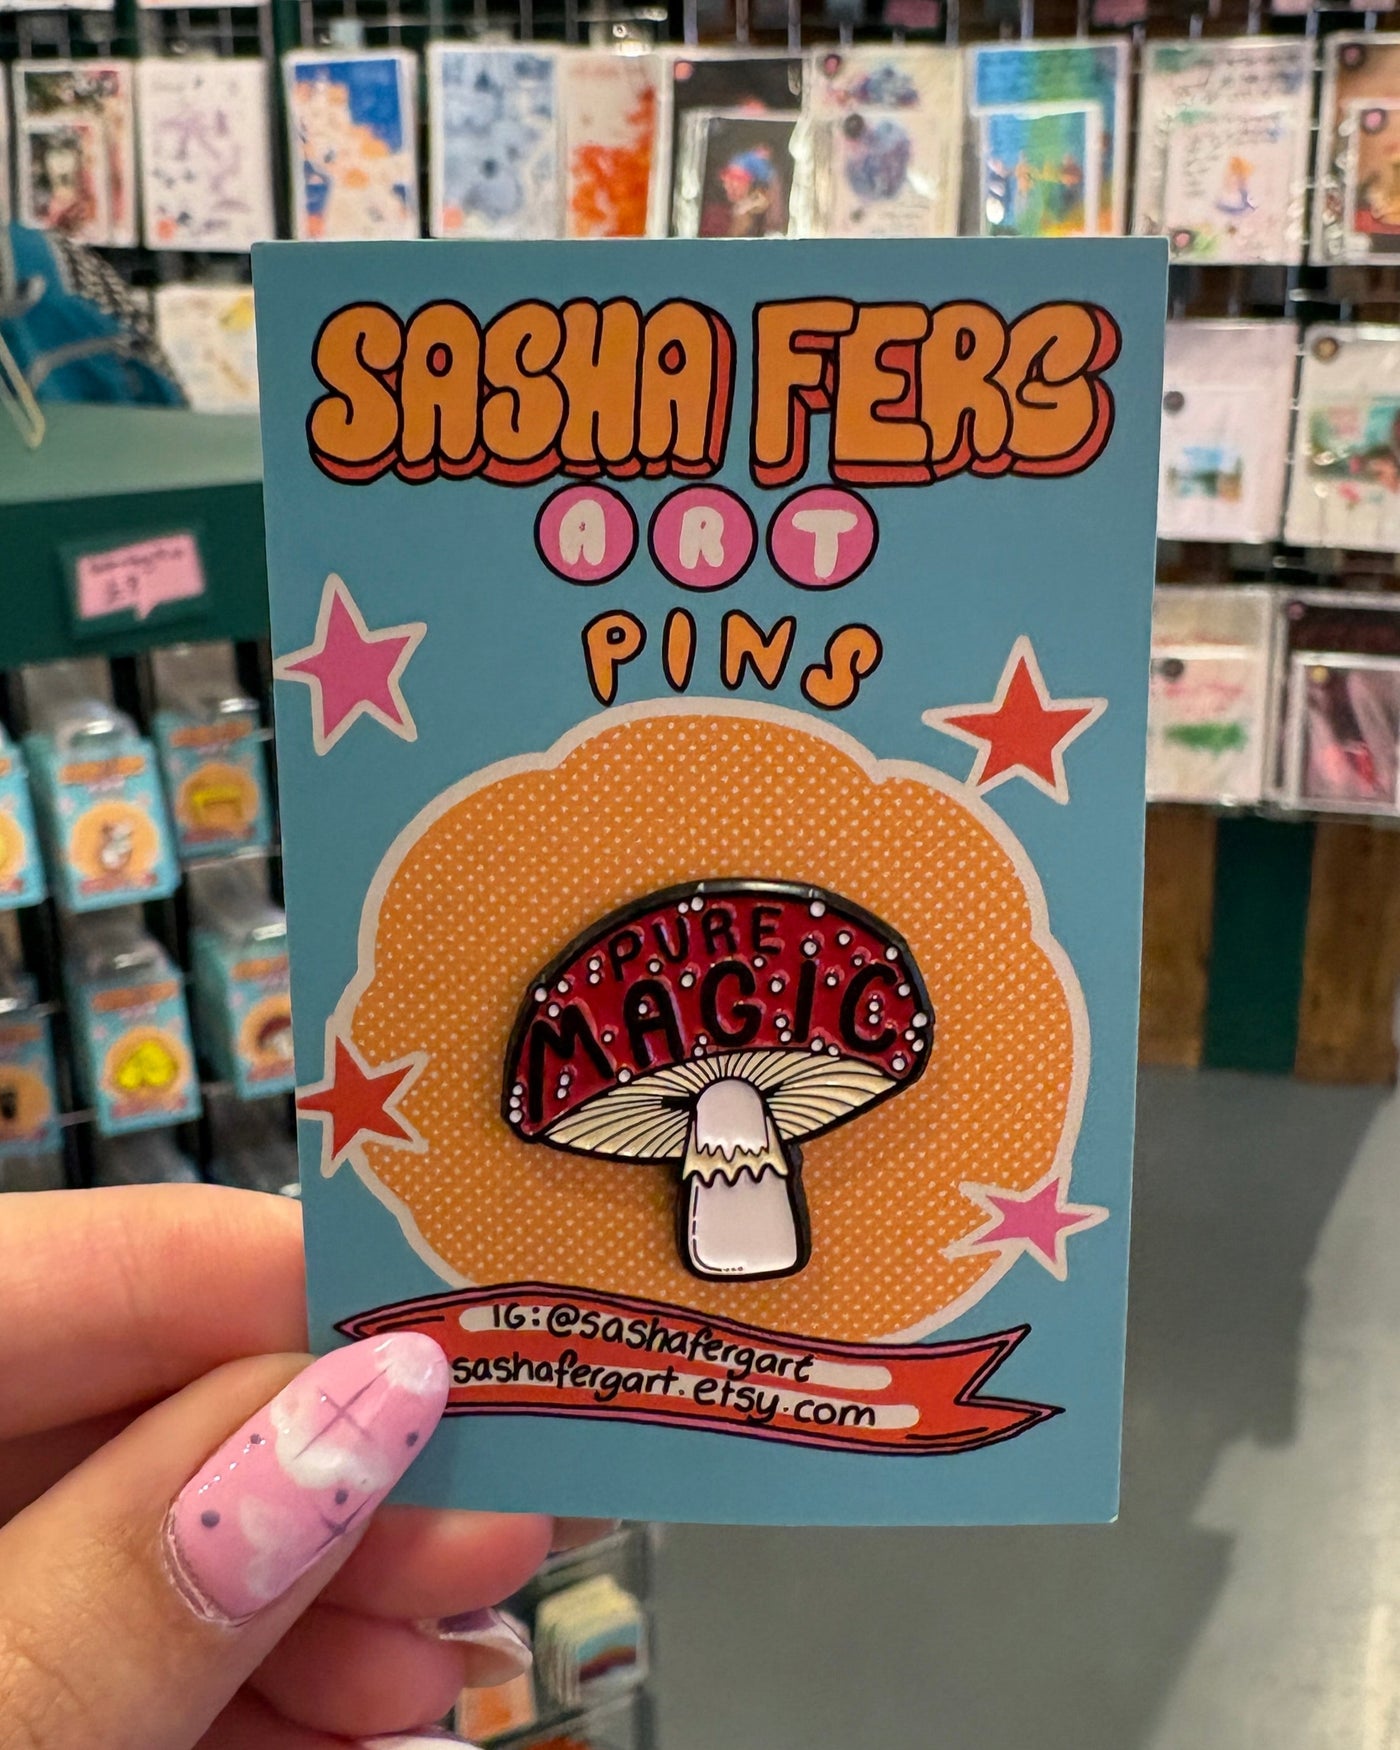 SASHA FERG
ART
PINS
PURE
MAGIC
IG:@sashafergart
sashafergart.etsy.com